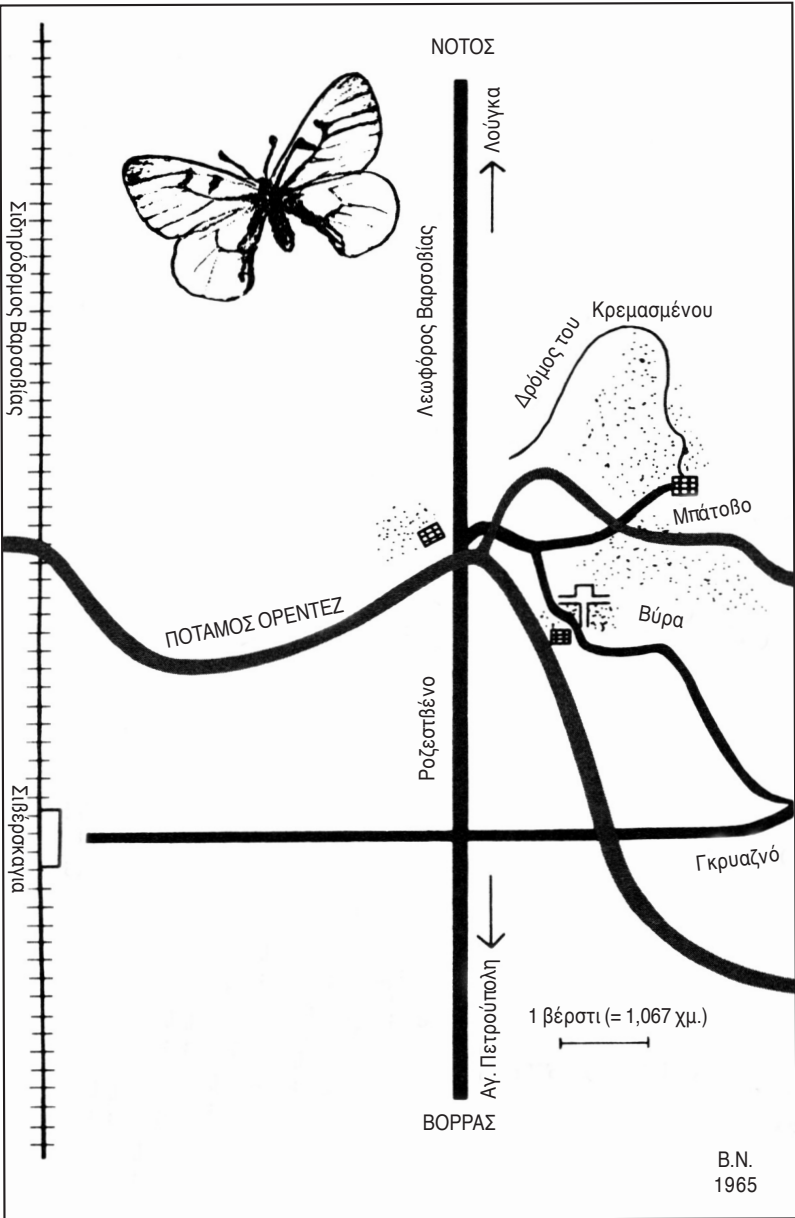 ΝΟΤΟΣ
Λούγκα
Λεωφόρος Βαρσοβίας
Σιδηρόδρομος Βαρσοβίας
Κρεμασμένου
Δρόμος του
Μπάτοβο
Βύρα
ΠΟΤΑΜΟΣ ΟΡΕΝΤΕΖ
Ροζεστβένο
Σιβέρσκαγια
Γκρυαζνό
Αγ. Πετρούπολη
1 βέρστι (= 1,067 χμ.)
ΒΟΡΡΑΣ
Β.Ν.
1965